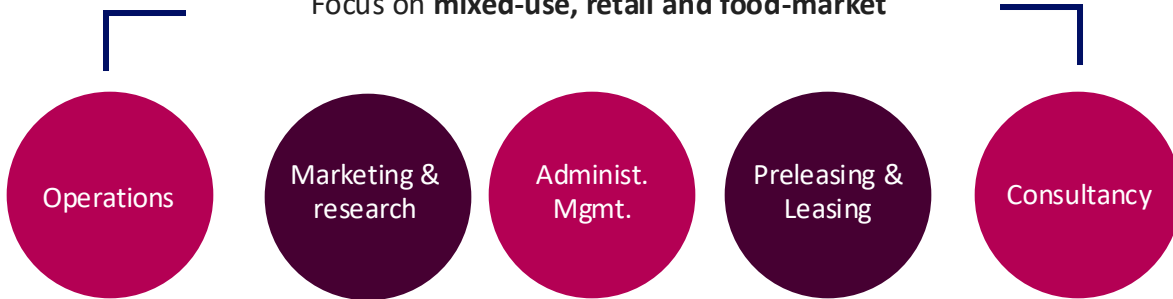 Focus on mixed-use, retail and food-market
Operations
Marketing &
research
Administ.
Mgmt.
Preleasing &
Leasing
Consultancy